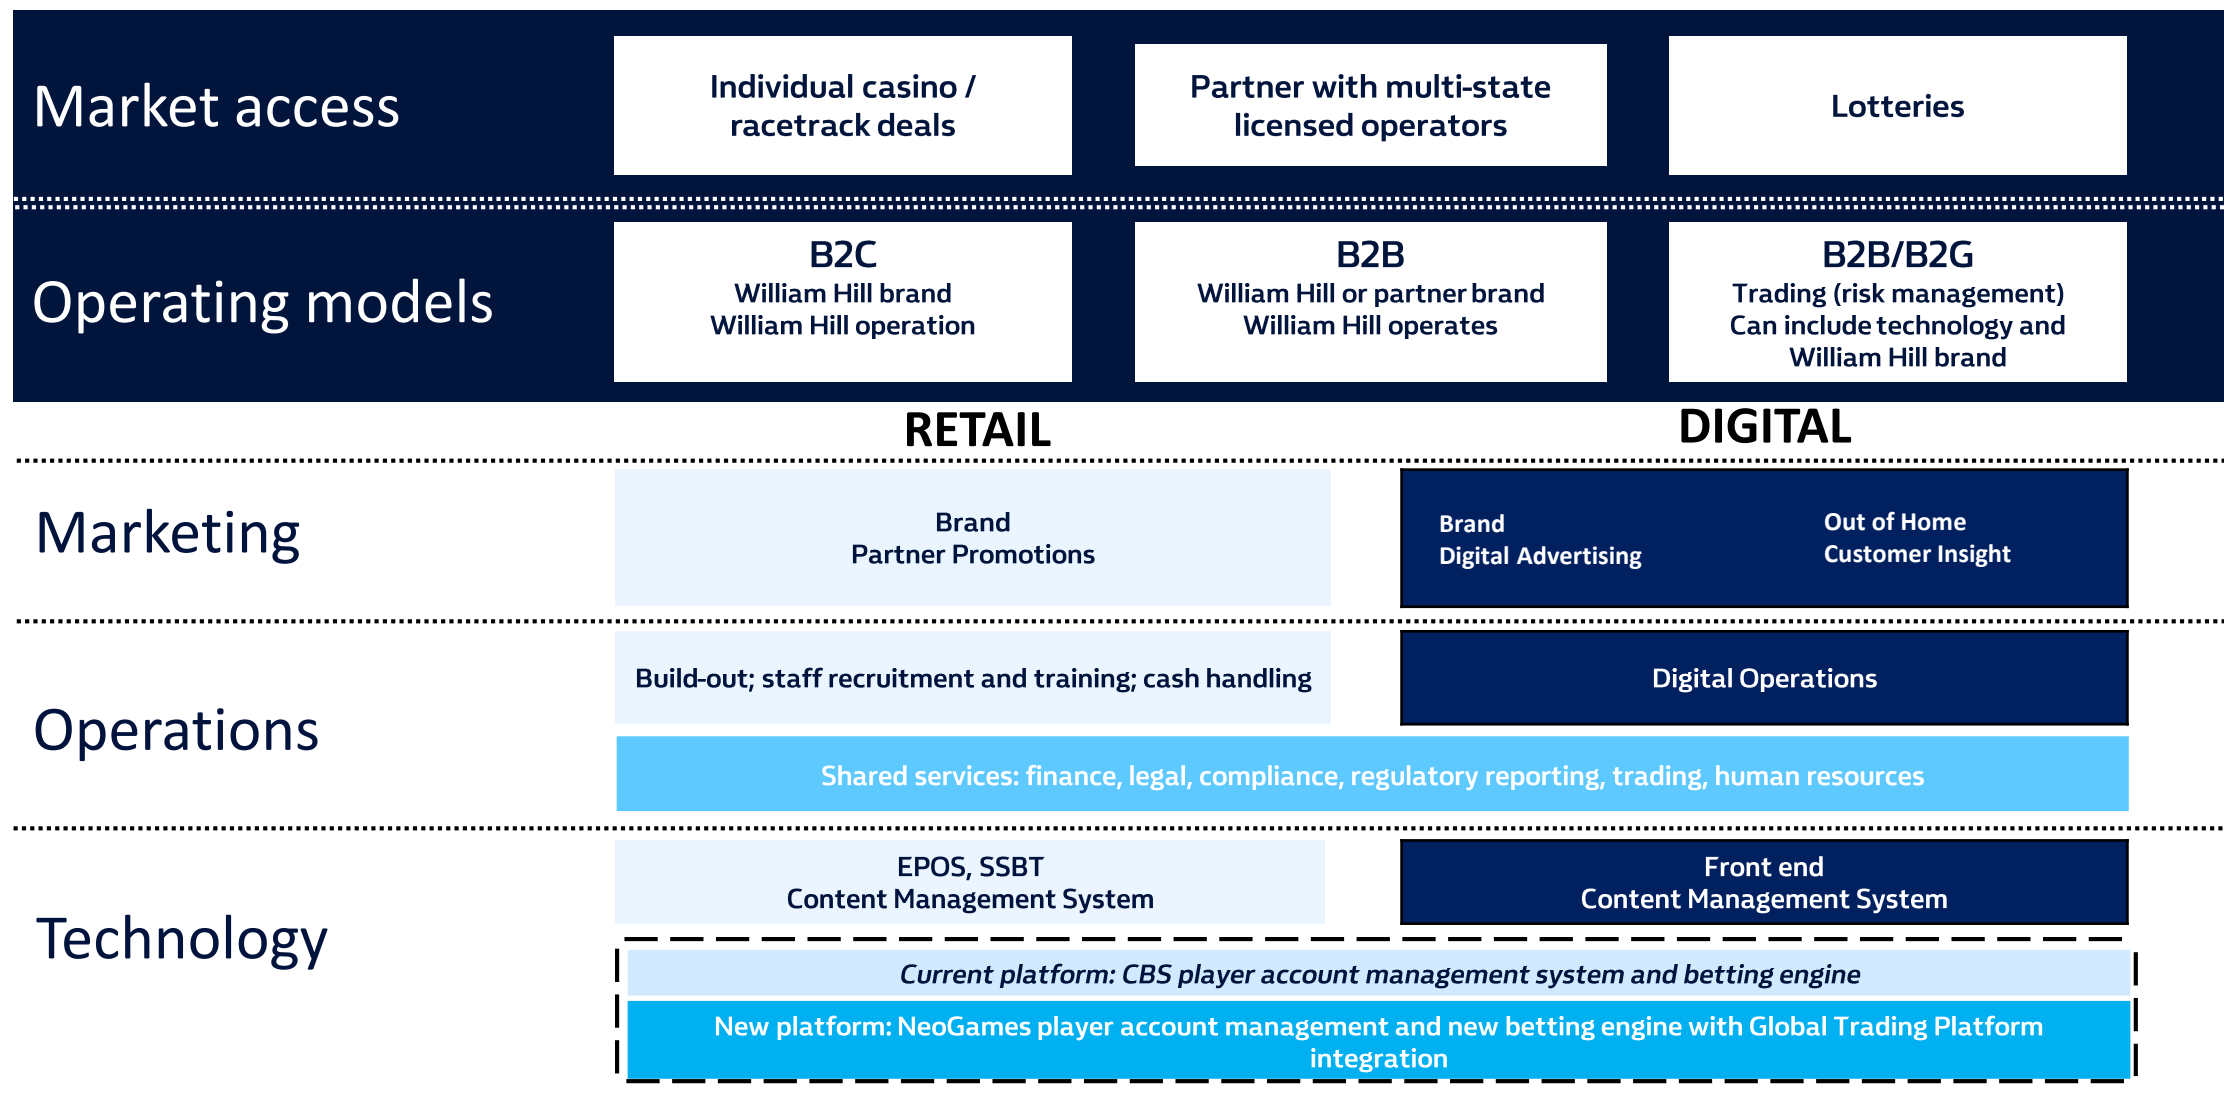 Market access
Individual casino /
racetrack deals
Partner with multi-state
licensed operators
Lotteries
Operating models
B2C
William Hill brand
William Hill operation
B2B
William Hill or partner brand
William Hill operates
B2B/B2G
Trading (risk management)
Can include technology and
William Hill brand
RETAIL
DIGITAL
Marketing
Brand
Partner Promotions
Brand
Digital Advertising
Out of Home
Customer Insight
Operations
Build-out; staff recruitment and training; cash handling
Digital Operations
Shared services: finance, legal, compliance, regulatory reporting, trading, human resources
Technology
EPOS, SSBT
Content Management System
Front end
Content Management System
Current platform: CBS player account management system and betting engine
New platform: NeoGames player account management and new betting engine with Global Trading Platform
integration